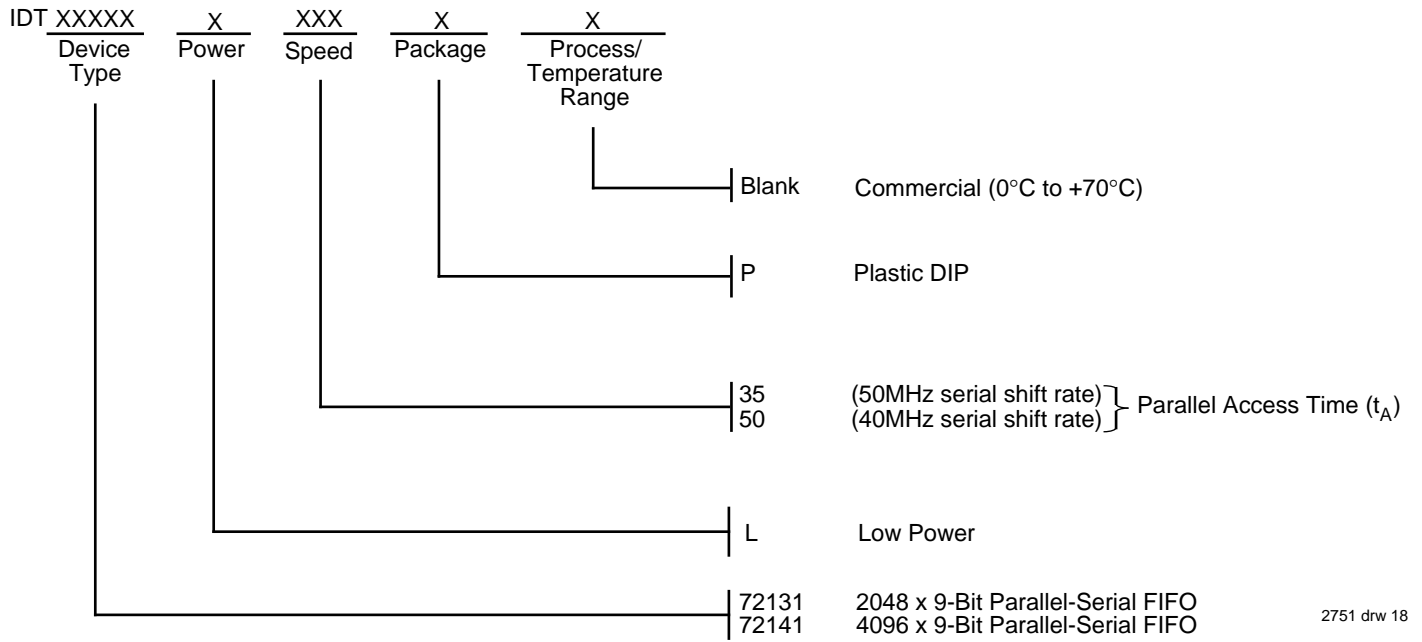 IDT XXXXX X XXX X X
Device Type
Power
Speed
Package
Process/
Temperature
Range
Blank Commercial (0°C to +70°C)
P Plastic DIP
35 (50MHz serial shift rate)
50 (40MHz serial shift rate)
Parallel Access Time (tA)
L Low Power
72131 2048 x 9-Bit Parallel-Serial FIFO
72141 4096 x 9-Bit Parallel-Serial FIFO
2751 drw 18